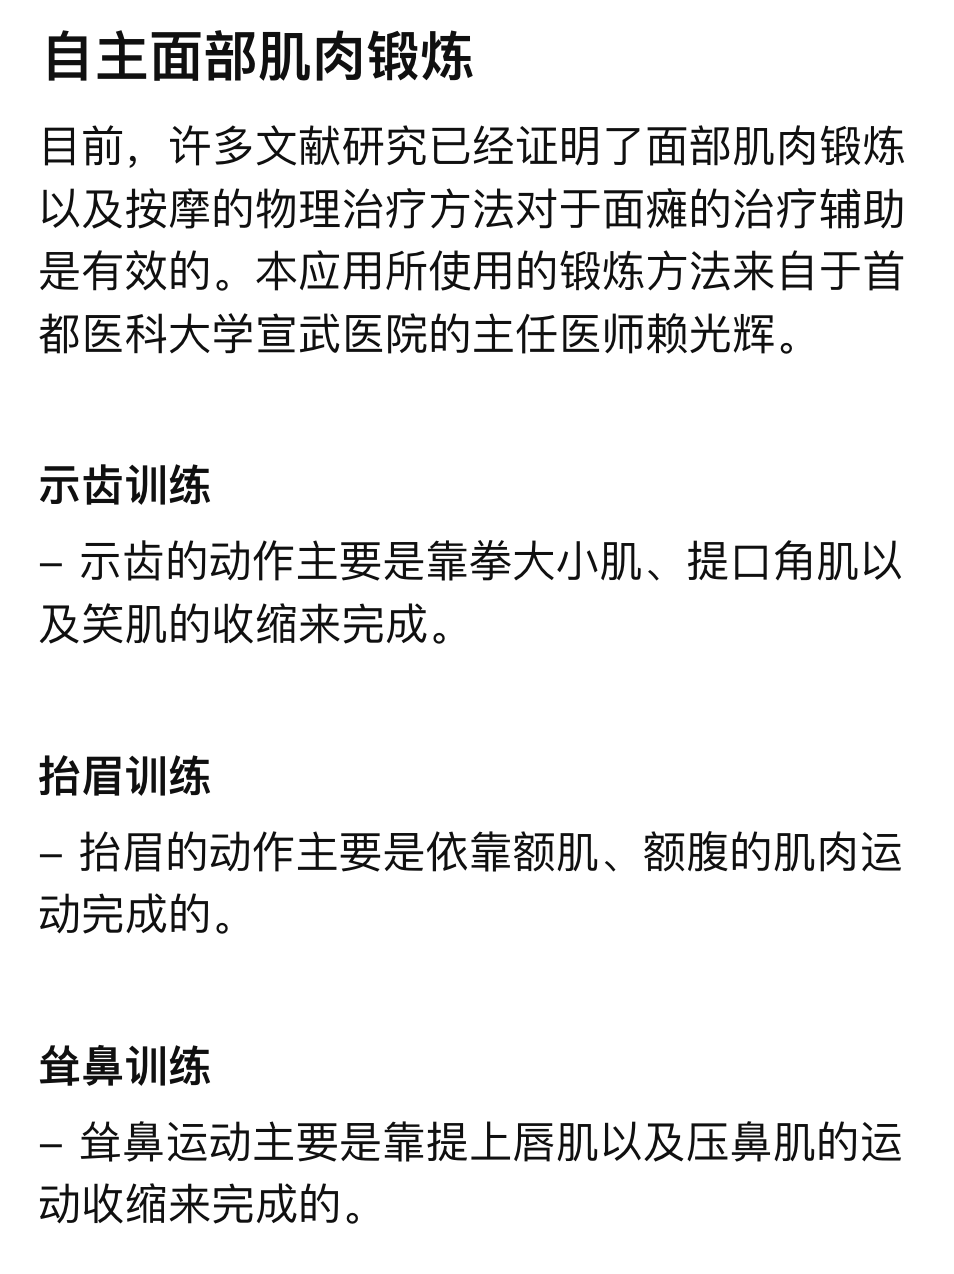 自主面部肌肉锻炼
目前，许多文献研究已经证明了面部肌肉锻炼
以及按摩的物理治疗方法对于面瘫的治疗辅助
是有效的。本应用所使用的锻炼方法来自于首
都医科大学宣武医院的主任医师赖光辉。
示齿训练
– 示齿的动作主要是靠拳大小肌、提口角肌以
及笑肌的收缩来完成。
抬眉训练
– 抬眉的动作主要是依靠额肌、额腹的肌肉运
动完成的。
耸鼻训练
– 耸鼻运动主要是靠提上唇肌以及压鼻肌的运
动收缩来完成的。